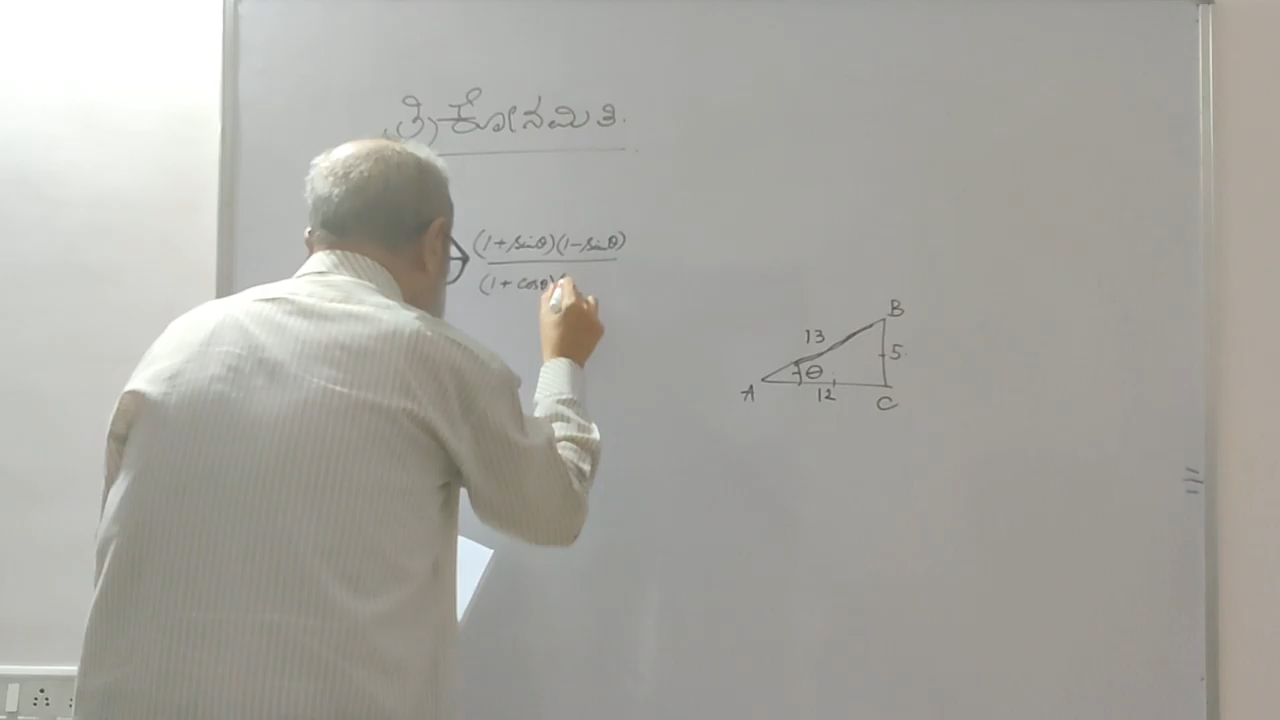 ತ್ರಿಕೋನಮಿತಿ.
(1+sinθ)(1-sinθ)
(1+cosθ)(
B
13
5.
θ
A
12
C